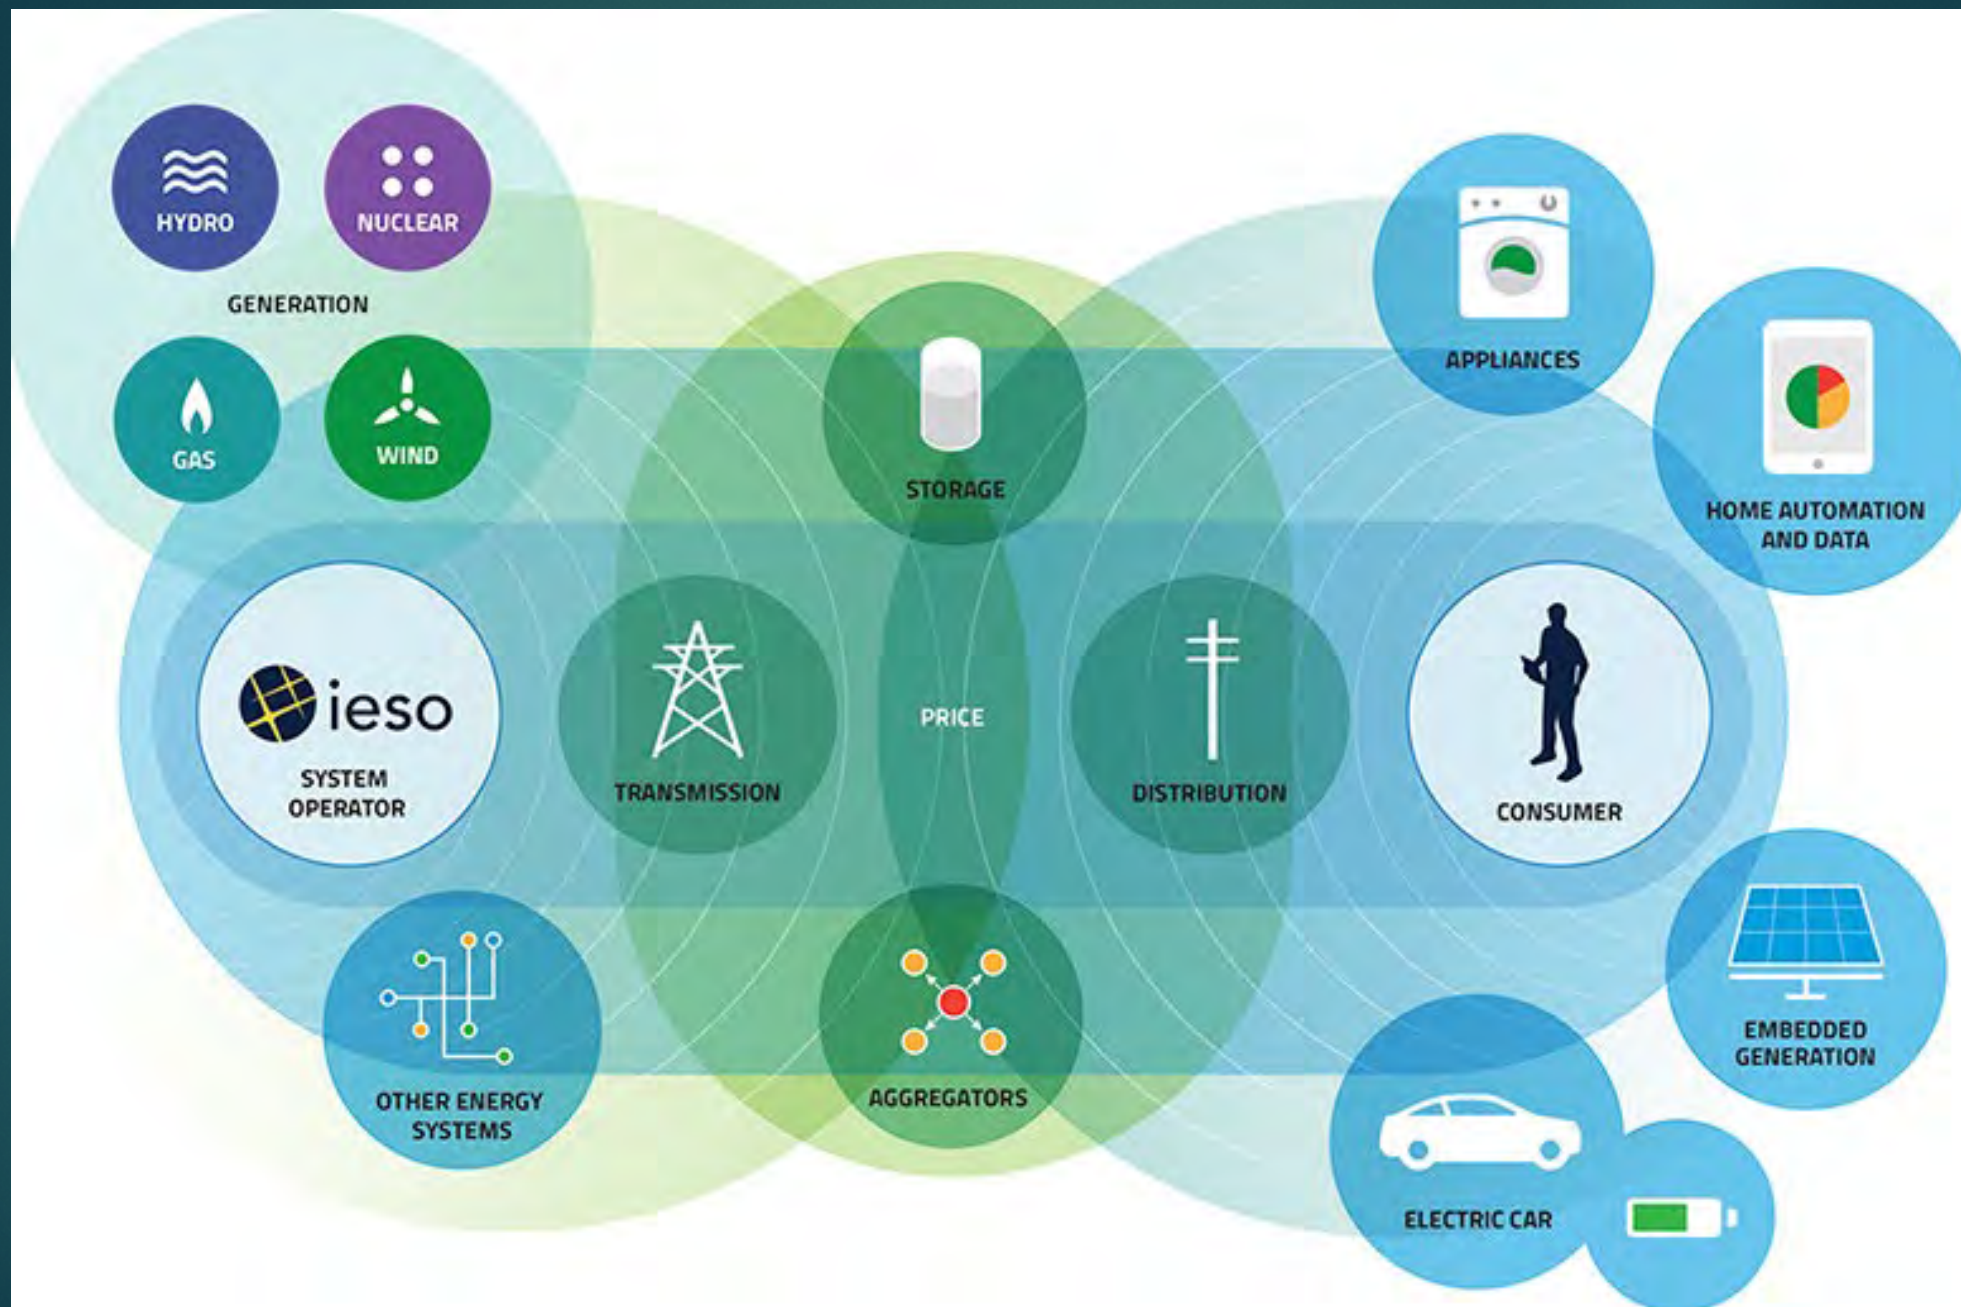 HYDRO
NUCLEAR
GENERATION
GAS
WIND
STORAGE
APPLIANCES
HOME AUTOMATION
AND DATA
ieso
SYSTEM
OPERATOR
TRANSMISSION
PRICE
DISTRIBUTION
CONSUMER
OTHER ENERGY
SYSTEMS
AGGREGATORS
EMBEDDED
GENERATION
ELECTRIC CAR